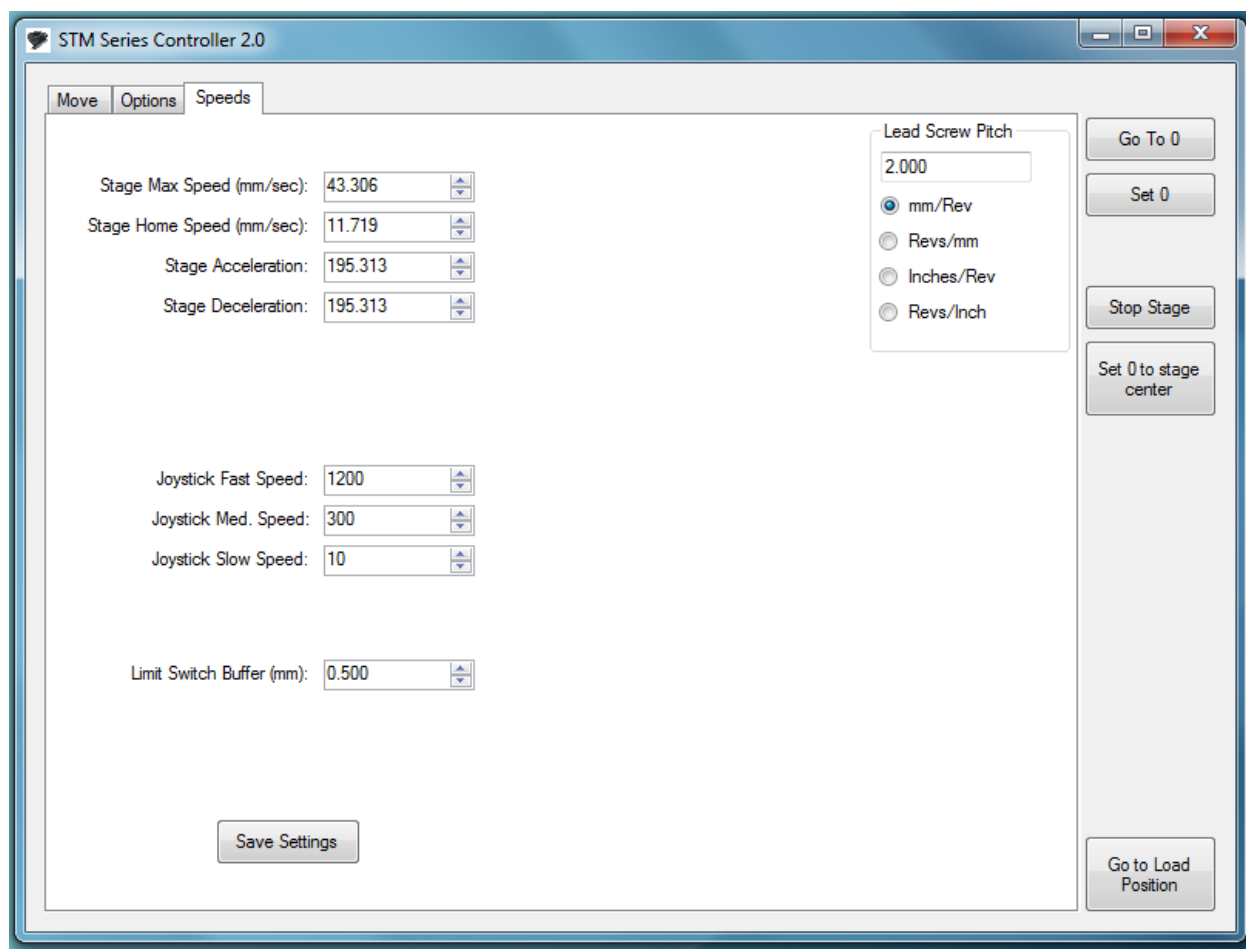 STM Series Controller 2.0
Move Options Speeds
Lead Screw Pitch
2.000
mm/Rev
Revs/mm
Inches/Rev
Revs/Inch
Stage Max Speed (mm/sec): 43.306
Stage Home Speed (mm/sec): 11.719
Stage Acceleration: 195.313
Stage Deceleration: 195.313
Joystick Fast Speed: 1200
Joystick Med. Speed: 300
Joystick Slow Speed: 10
Limit Switch Buffer (mm): 0.500
Save Settings
Go To 0
Set 0
Stop Stage
Set 0 to stage
center
Go to Load
Position